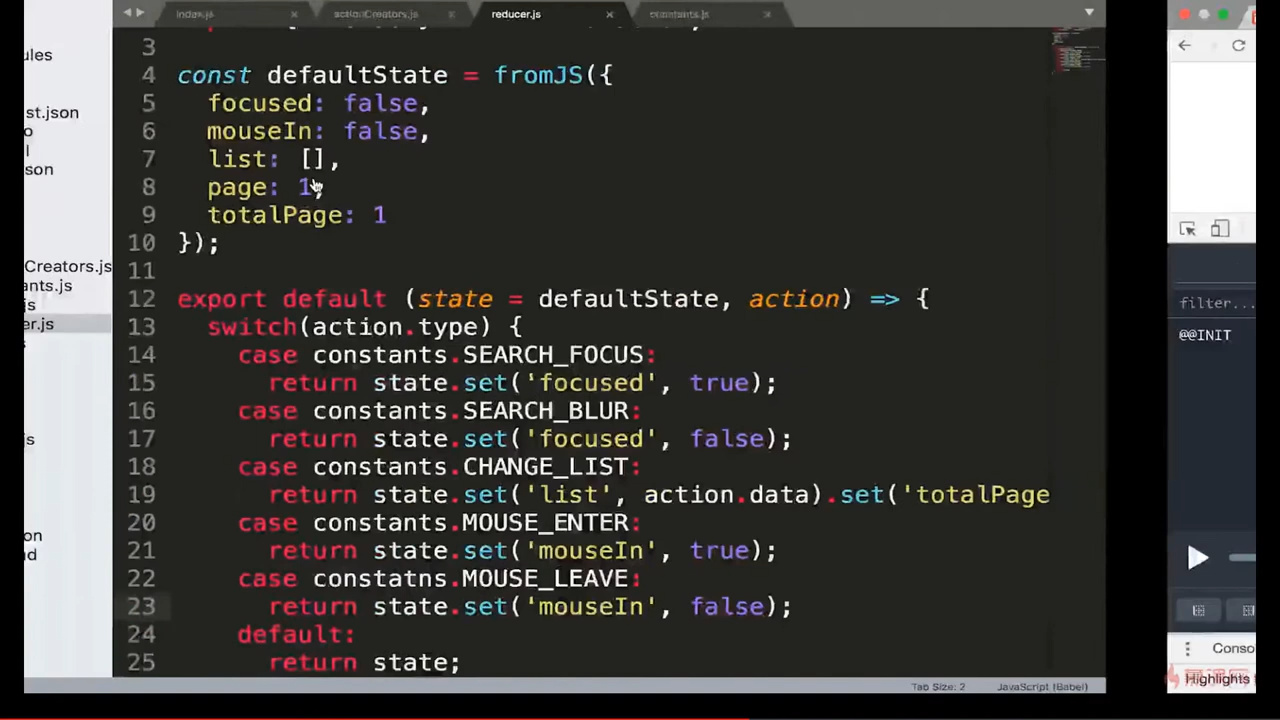 index.js
actionCreators.js
reducer.js
constants.js
ules
st.json
l
son
Creators.js
ants.js
er.js
s
on
ud
3
4 const defaultState = fromJS({
5 focused: false,
6 mouseIn: false,
7 list: [],
8 page: 1,
9 totalPage: 1
10 });
11
12 export default (state = defaultState, action) => {
13 switch(action.type) {
14 case constants.SEARCH_FOCUS:
15 return state.set('focused', true);
16 case constants.SEARCH_BLUR:
17 return state.set('focused', false);
18 case constants.CHANGE_LIST:
19 return state.set('list', action.data).set('totalPage
20 case constants.MOUSE_ENTER:
21 return state.set('mouseIn', true);
22 case constatns.MOUSE_LEAVE:
23 return state.set('mouseIn', false);
24 default:
25 return state;
Tab Size: 2
JavaScript (Babel)
filter...
@@INIT
Conso
Highlights